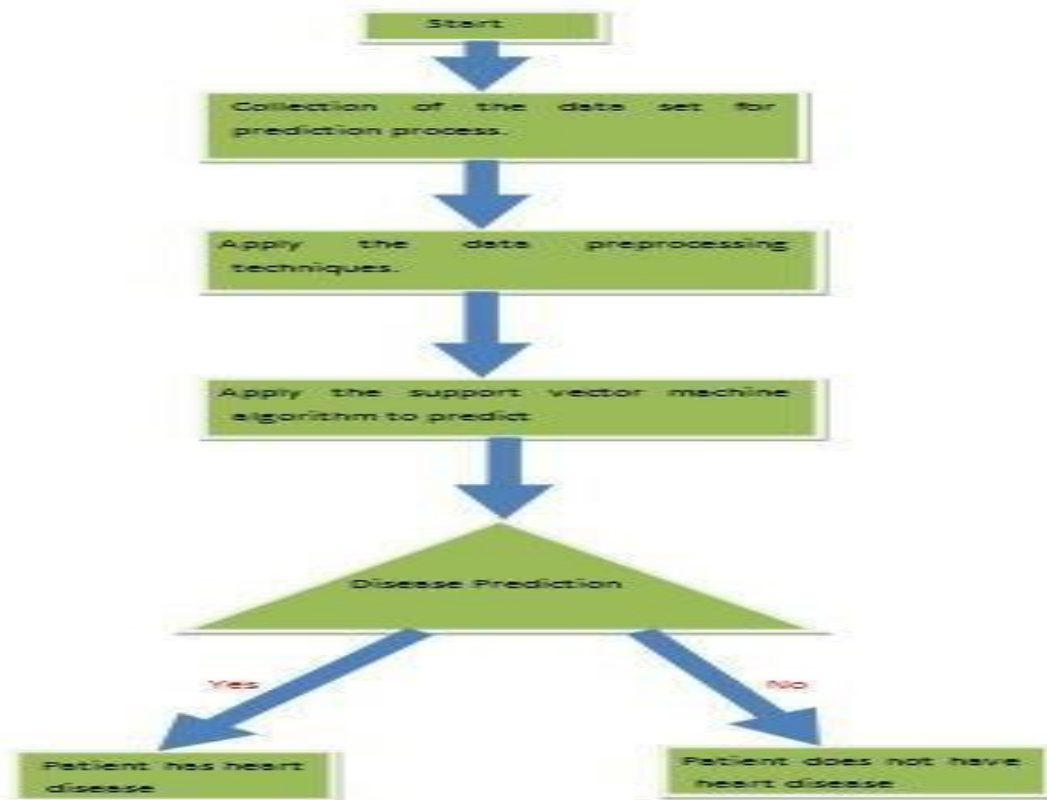 Start
Collection of the data set for
prediction process.
Apply the data preprocessing
techniques.
Apply the support vector machine
algorithm to predict
Disease Prediction
Yes
No
Patient has heart
disease
Patient does not have
heart disease